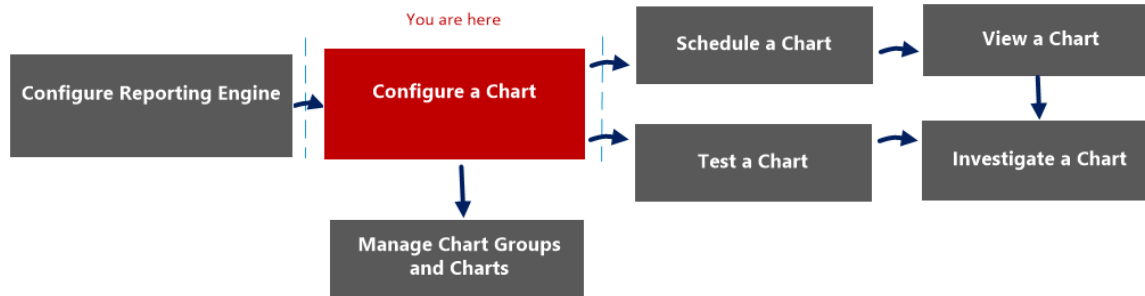 You are here
Configure Reporting Engine
Configure a Chart
Schedule a Chart
View a Chart
Test a Chart
Investigate a Chart
Manage Chart Groups
and Charts